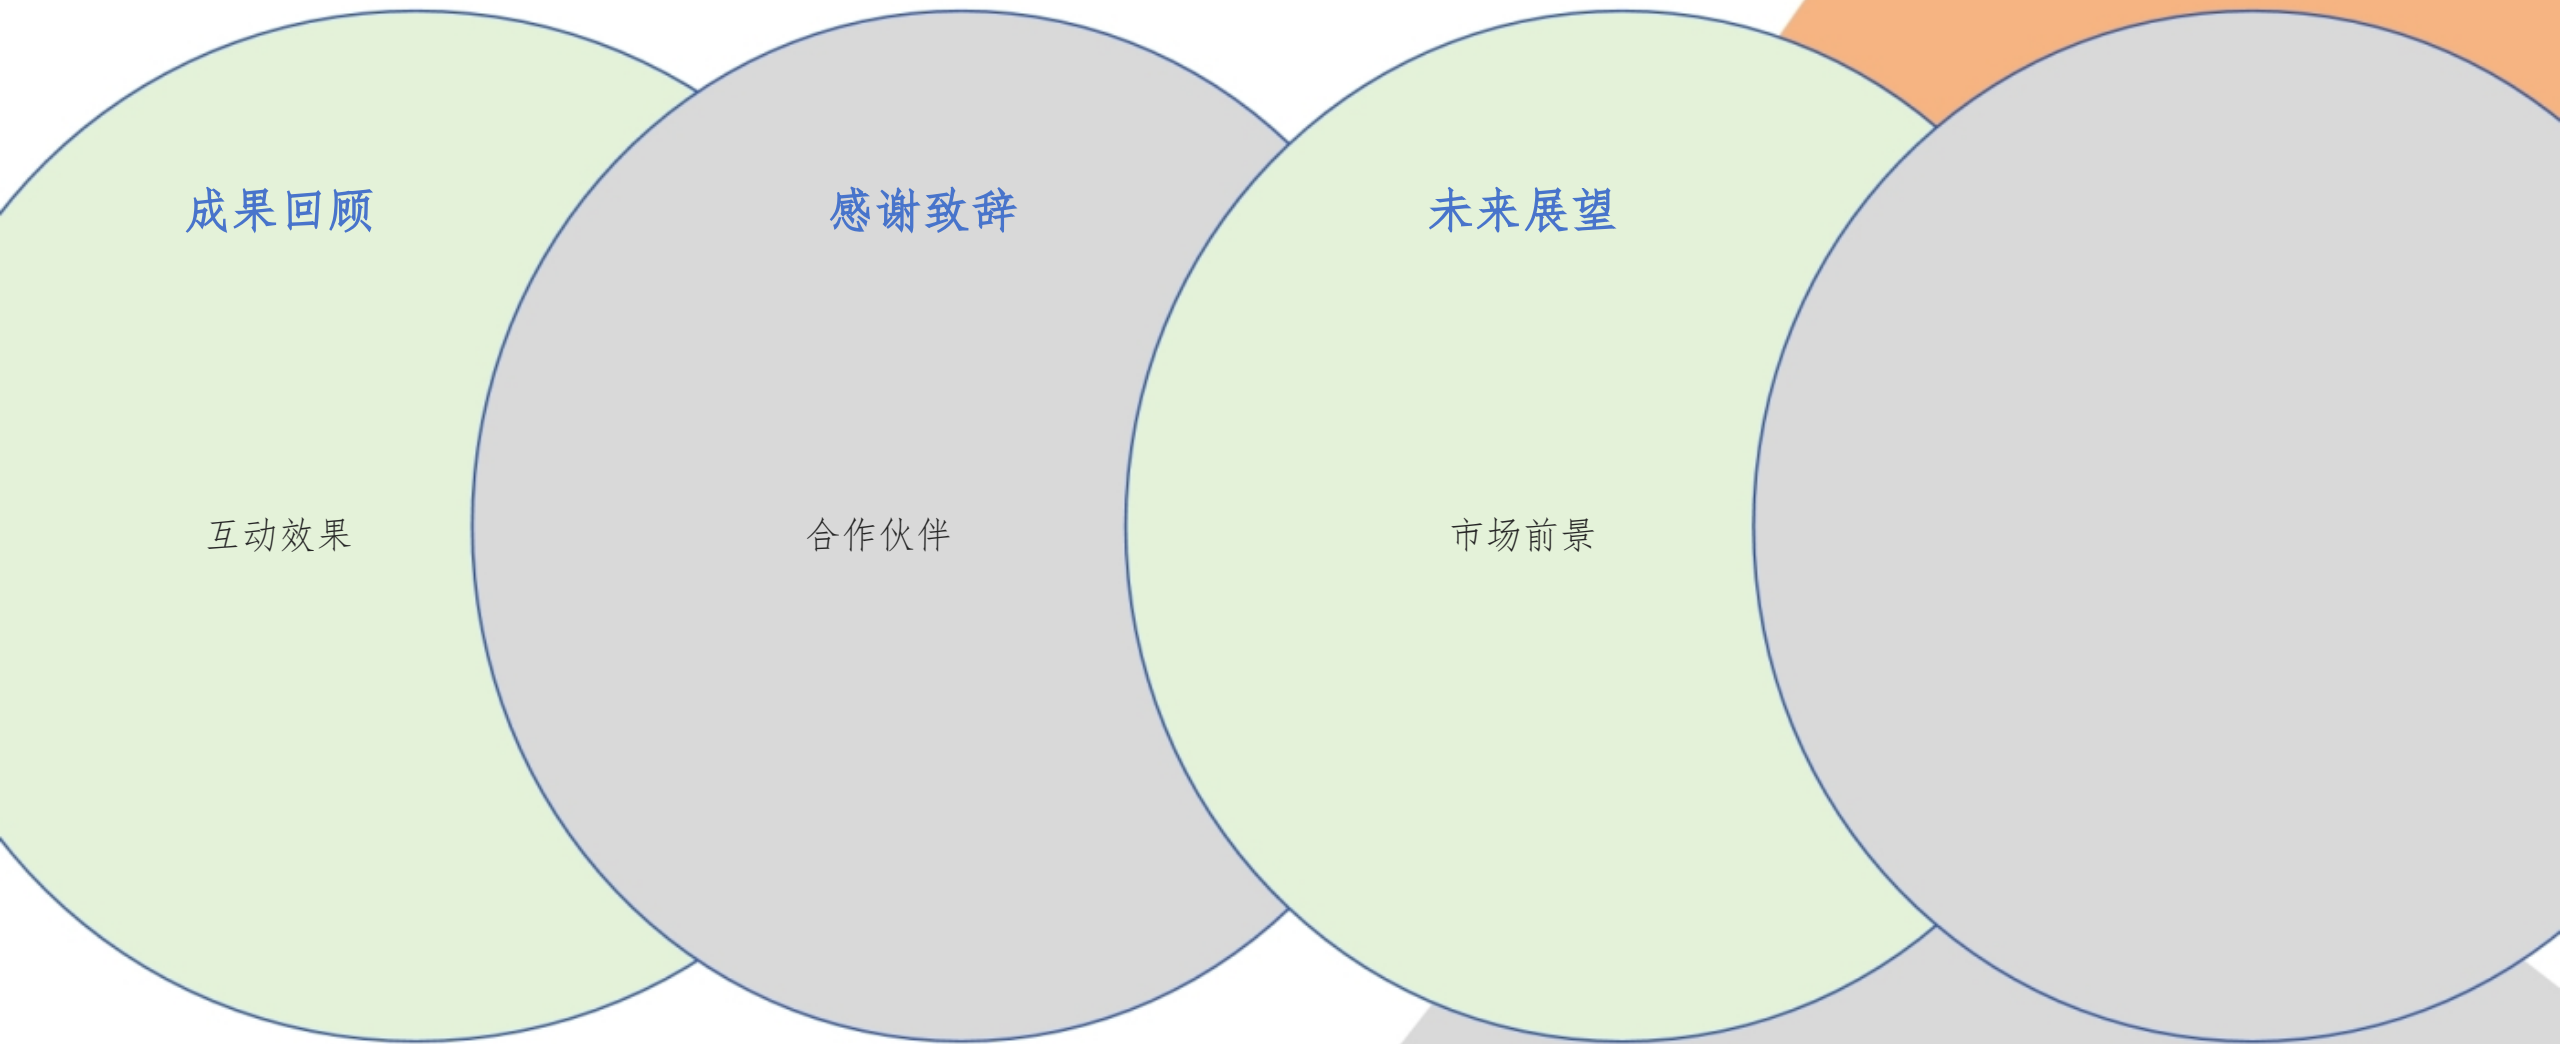 成果回顾
感谢致辞
未来展望
互动效果
合作伙伴
市场前景